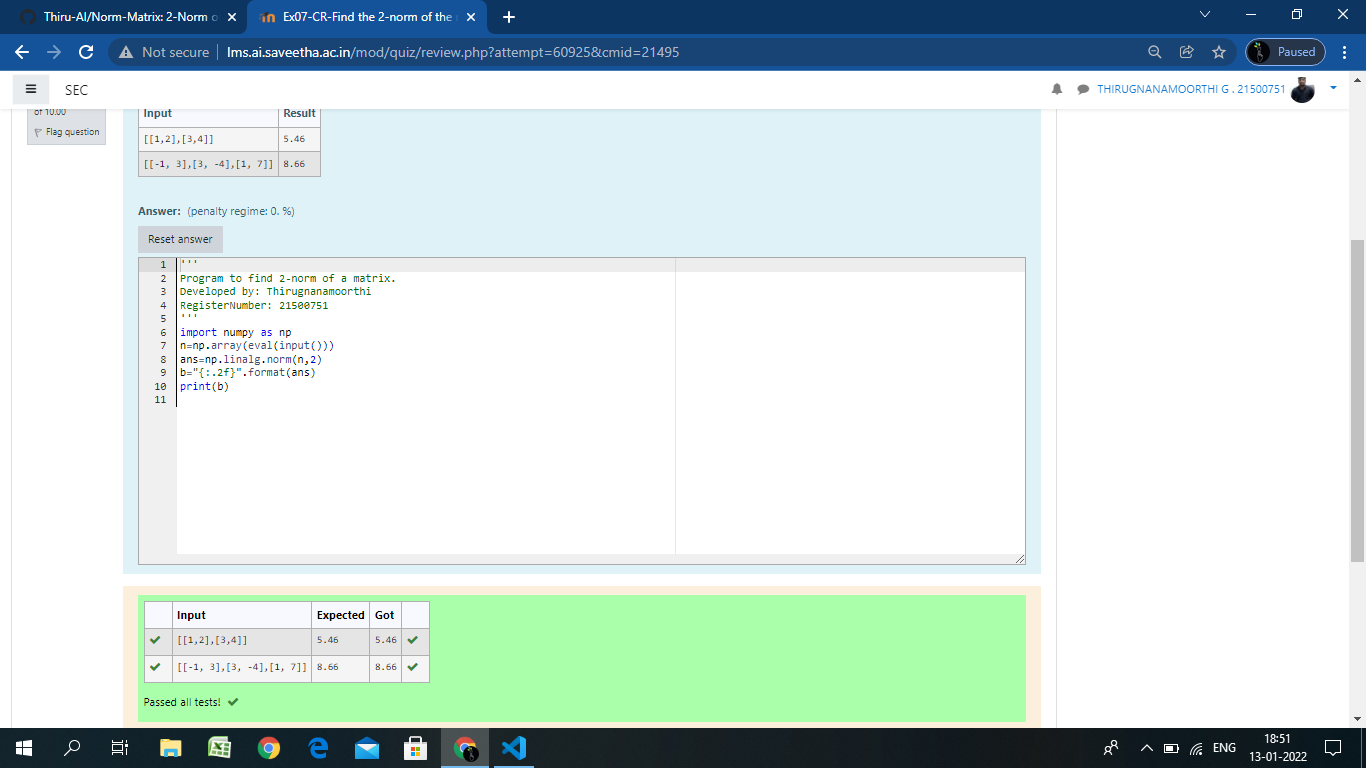 Thiru-AI/Norm-Matrix: 2-Norm o
Ex07-CR-Find the 2-norm of the
Not secure
lms.ai.saveetha.ac.in/mod/quiz/review.php?attempt=60925&cmid=21495
Paused
SEC
THIRUGNANAMOORTHI G . 21500751
of 10.00
Flag question
Input Result
[[1,2],[3,4]] 5.46
[[-1, 3],[3, -4],[1, 7]] 8.66
Answer: (penalty regime: 0. %)
Reset answer
1 '''
2 Program to find 2-norm of a matrix.
3 Developed by: Thirugnanamoorthi
4 RegisterNumber: 21500751
5 '''
6 import numpy as np
7 n=np.array(eval(input()))
8 ans=np.linalg.norm(n,2)
9 b="{:.2f}".format(ans)
10 print(b)
11
Input Expected Got
[[1,2],[3,4]] 5.46 5.46
[[-1, 3],[3, -4],[1, 7]] 8.66 8.66
Passed all tests!
ENG
18:51
13-01-2022